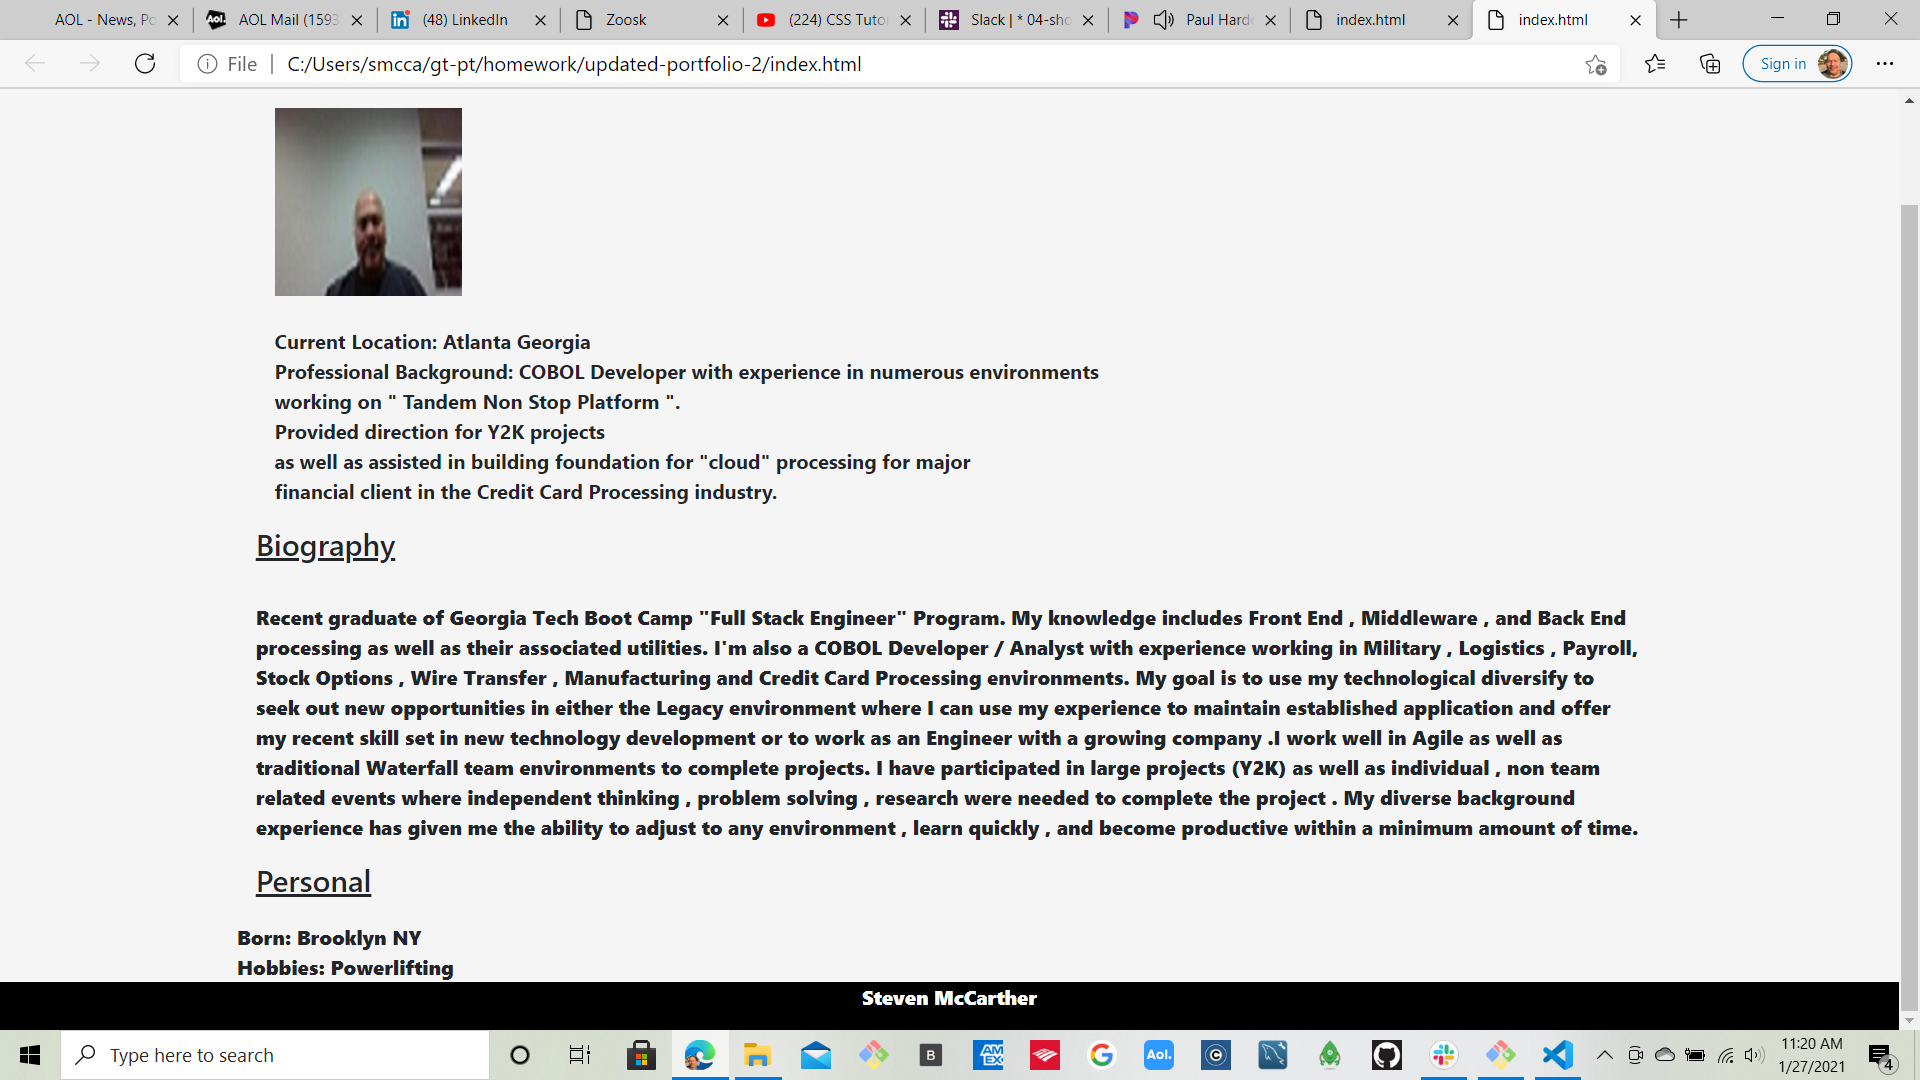 AOL - News, Po
AOL Mail (1593
(48) LinkedIn
Zoosk
(224) CSS Tutor
Slack | * 04-sho
Paul Harde
index.html
index.html
File
C:/Users/smcca/gt-pt/homework/updated-portfolio-2/index.html
Sign in
Current Location: Atlanta Georgia
Professional Background: COBOL Developer with experience in numerous environments
working on " Tandem Non Stop Platform ".
Provided direction for Y2K projects
as well as assisted in building foundation for "cloud" processing for major
financial client in the Credit Card Processing industry.
Biography
Recent graduate of Georgia Tech Boot Camp "Full Stack Engineer" Program. My knowledge includes Front End , Middleware , and Back End
processing as well as their associated utilities. I'm also a COBOL Developer / Analyst with experience working in Military , Logistics , Payroll,
Stock Options , Wire Transfer , Manufacturing and Credit Card Processing environments. My goal is to use my technological diversify to
seek out new opportunities in either the Legacy environment where I can use my experience to maintain established application and offer
my recent skill set in new technology development or to work as an Engineer with a growing company .I work well in Agile as well as
traditional Waterfall team environments to complete projects. I have participated in large projects (Y2K) as well as individual , non team
related events where independent thinking , problem solving , research were needed to complete the project . My diverse background
experience has given me the ability to adjust to any environment , learn quickly , and become productive within a minimum amount of time.
Personal
Born: Brooklyn NY
Hobbies: Powerlifting
Steven McCarther
Type here to search
B
AM EX
Aol.
11:20 AM
1/27/2021
4